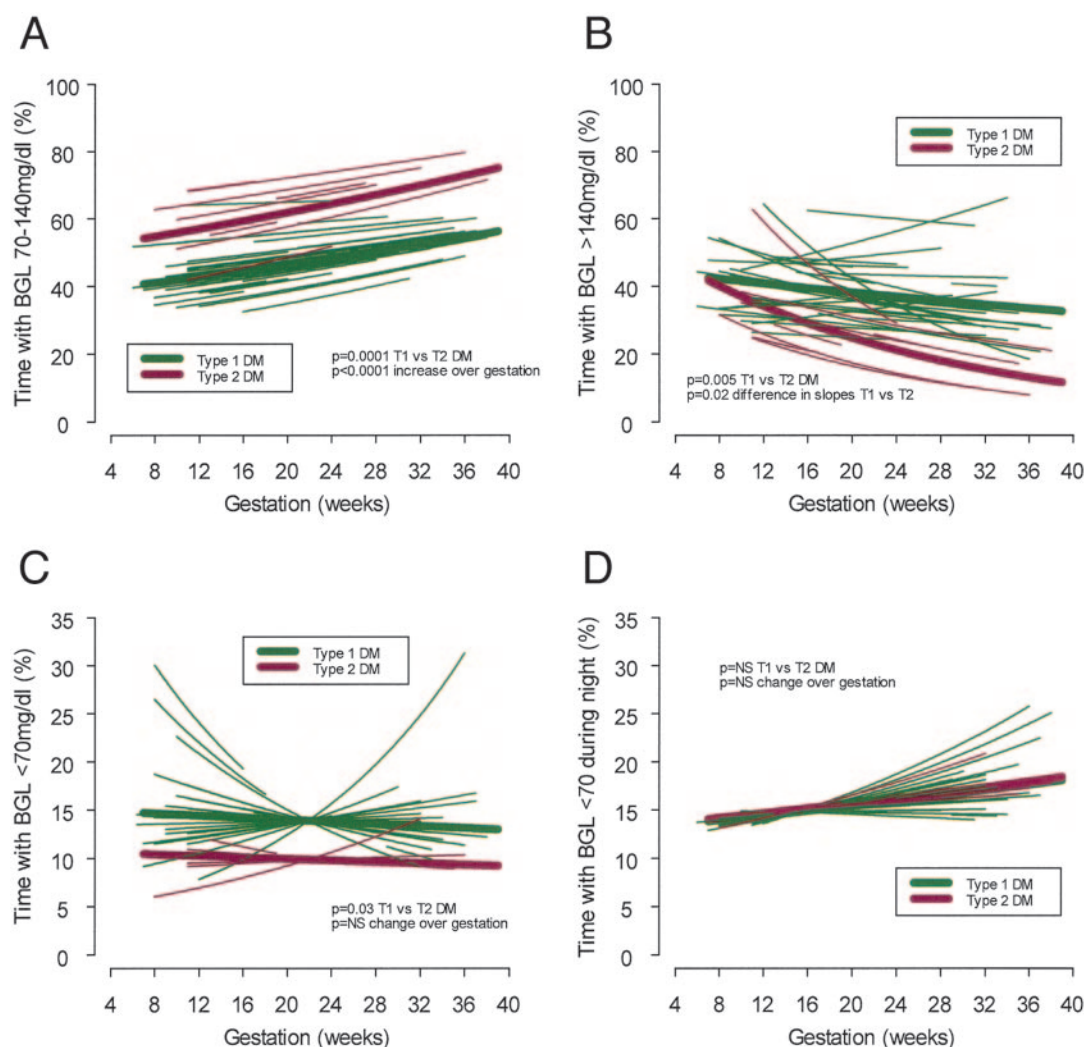 A
Time with BGL 70-140mg/dl (%)
100
80
60
40
20
0
Type 1 DM
Type 2 DM
p=0.0001 T1 vs T2 DM
p<0.0001 increase over gestation
4 8 12 16 20 24 28 32 36 40
Gestation (weeks)
B
Time with BGL >140mg/dl (%)
100
80
60
40
20
0
Type 1 DM
Type 2 DM
p=0.005 T1 vs T2 DM
p=0.02 difference in slopes T1 vs T2
4 8 12 16 20 24 28 32 36 40
Gestation (weeks)
C
Time with BGL <70mg/dl (%)
35
30
25
20
15
10
5
0
Type 1 DM
Type 2 DM
p=0.03 T1 vs T2 DM
p=NS change over gestation
4 8 12 16 20 24 28 32 36 40
Gestation (weeks)
D
Time with BGL <70 during night (%)
35
30
25
20
15
10
5
0
p=NS T1 vs T2 DM
p=NS change over gestation
Type 1 DM
Type 2 DM
4 8 12 16 20 24 28 32 36 40
Gestation (weeks)